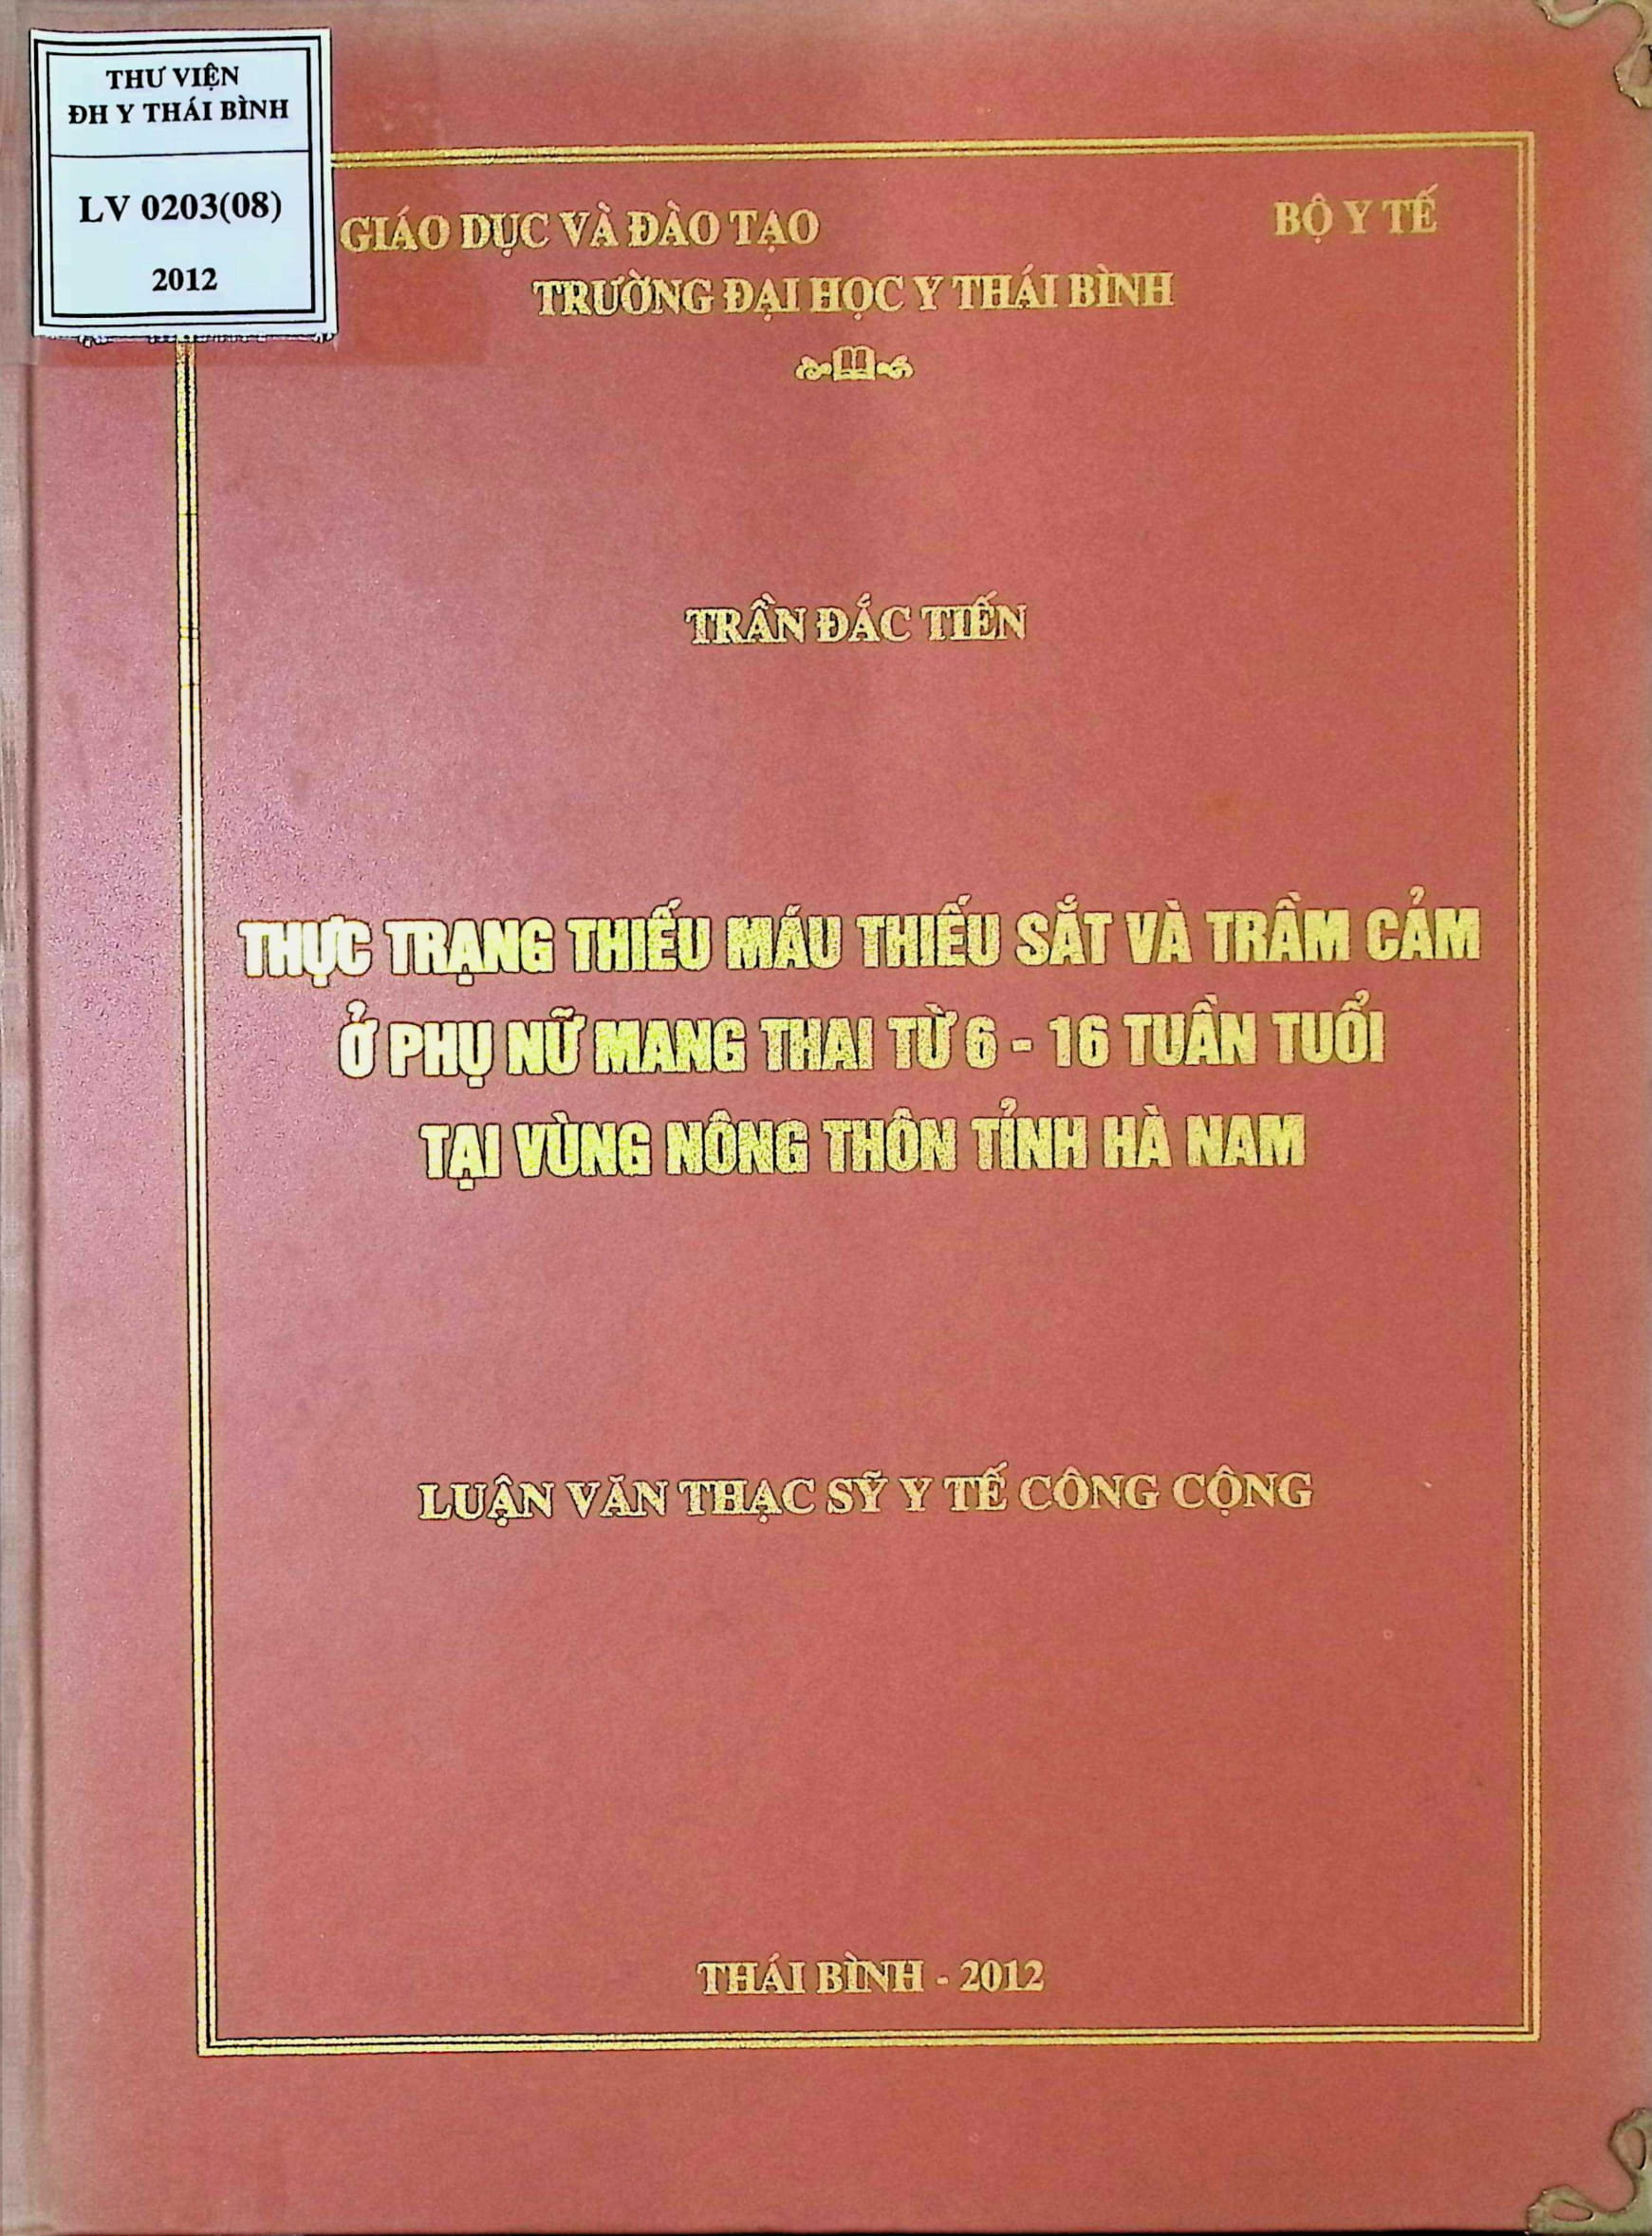 THƯ VIỆN
ĐH Y THÁI BÌNH
LV 0203(08)
2012
GIÁO DỤC VÀ ĐÀO TẠO
BỘ Y TẾ
TRƯỜNG ĐẠI HỌC Y THÁI BÌNH
TRẦN ĐẮC TIẾN
THỰC TRẠNG THIẾU MÁU THIẾU SẮT VÀ TRẦM CẢM
Ở PHỤ NỮ MANG THAI TỪ 6 - 16 TUẦN TUỔI
TẠI VÙNG NÔNG THÔN TỈNH HÀ NAM
LUẬN VĂN THẠC SỸ Y TẾ CÔNG CỘNG
THÁI BÌNH - 2012